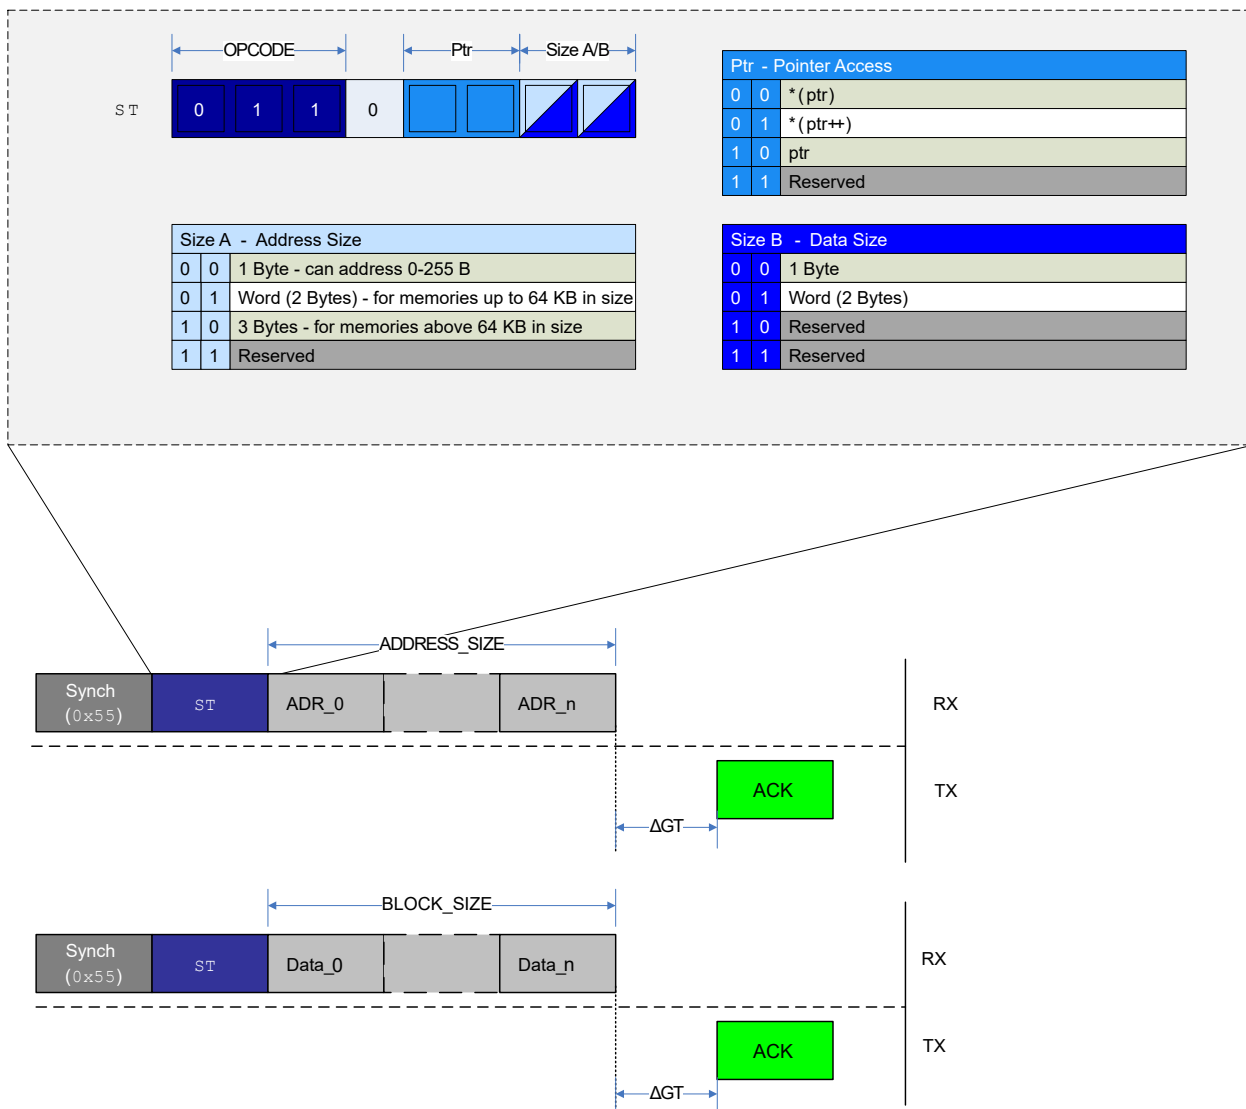 OPCODE Ptr Size A/B
ST 0 1 1 0
Ptr - Pointer Access
0 0 *(ptr)
0 1 *(ptr++)
1 0 ptr
1 1 Reserved
Size A - Address Size
0 0 1 Byte - can address 0-255 B
0 1 Word (2 Bytes) - for memories up to 64 KB in size
1 0 3 Bytes - for memories above 64 KB in size
1 1 Reserved
Size B - Data Size
0 0 1 Byte
0 1 Word (2 Bytes)
1 0 Reserved
1 1 Reserved
ADDRESS_SIZE
Synch
(0x55)
ST
ADR_0
ADR_n
RX
ACK
TX
ΔGT
BLOCK_SIZE
Synch
(0x55)
ST
Data_0
Data_n
RX
ACK
TX
ΔGT